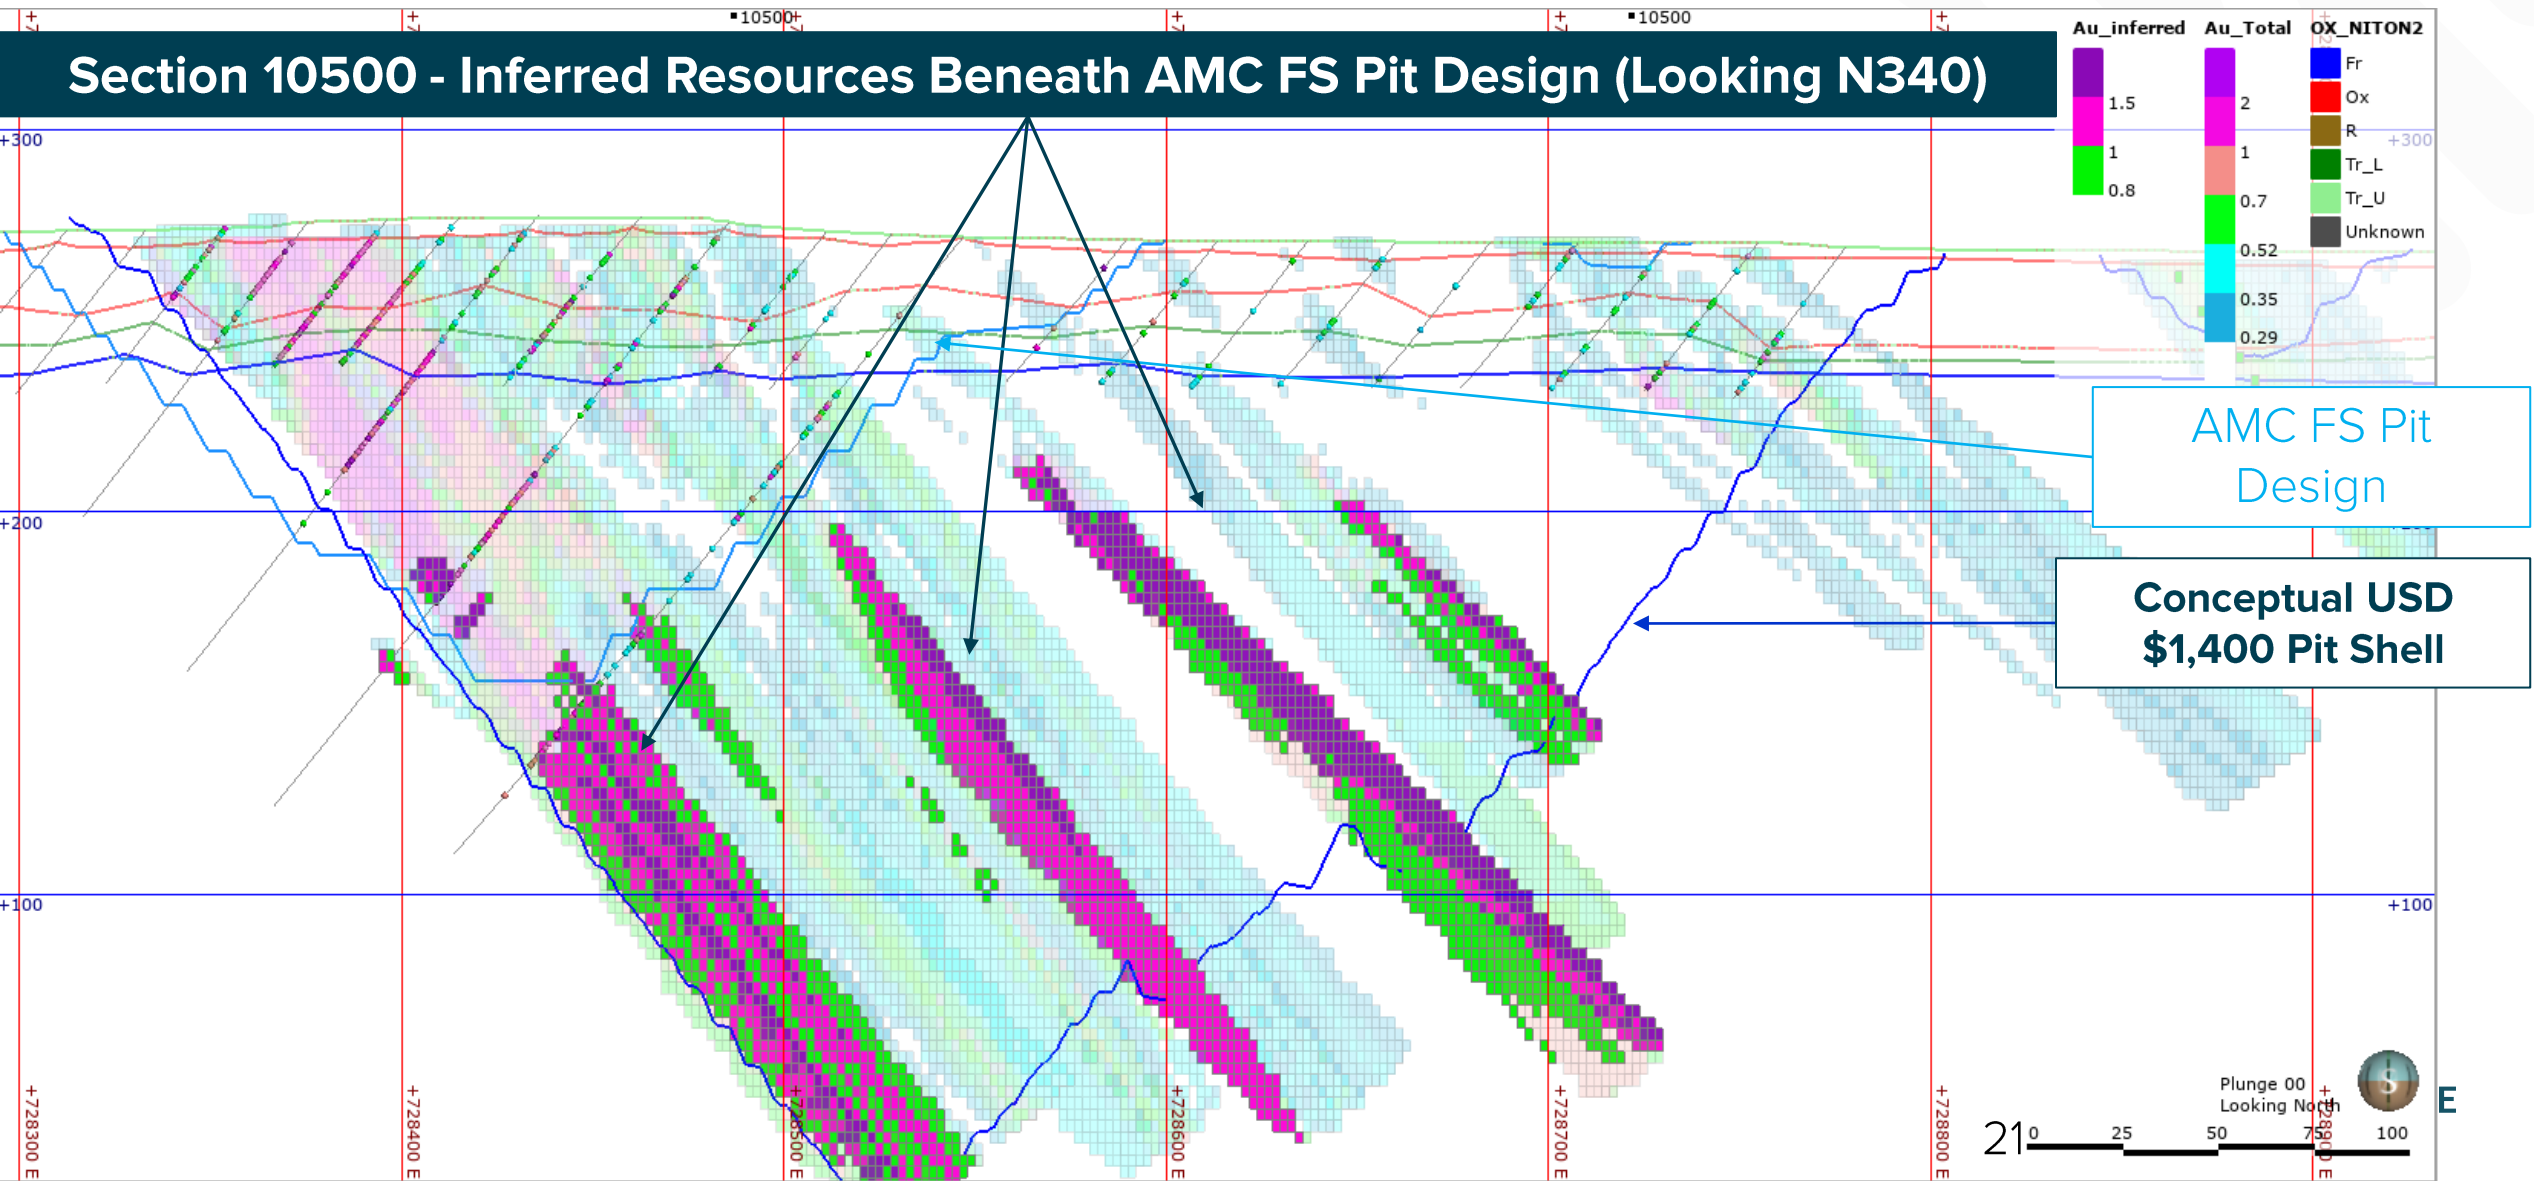 10500
10500
Section 10500 - Inferred Resources Beneath AMC FS Pit Design (Looking N340)
Au_inferred
1.5
1
0.8
Au_Total
2
1
0.7
0.52
0.35
0.29
OX_NITON2
Fr
Ox
R
Tr_L
Tr_U
Unknown
+300
+300
AMC FS Pit
Design
+200
Conceptual USD
$1,400 Pit Shell
+100
+100
+728300 E
+728400 E
+728500 E
+728600 E
+728700 E
+728800 E
+728900 E
Plunge 00
Looking North
S
E
21
0 25 50 75 100